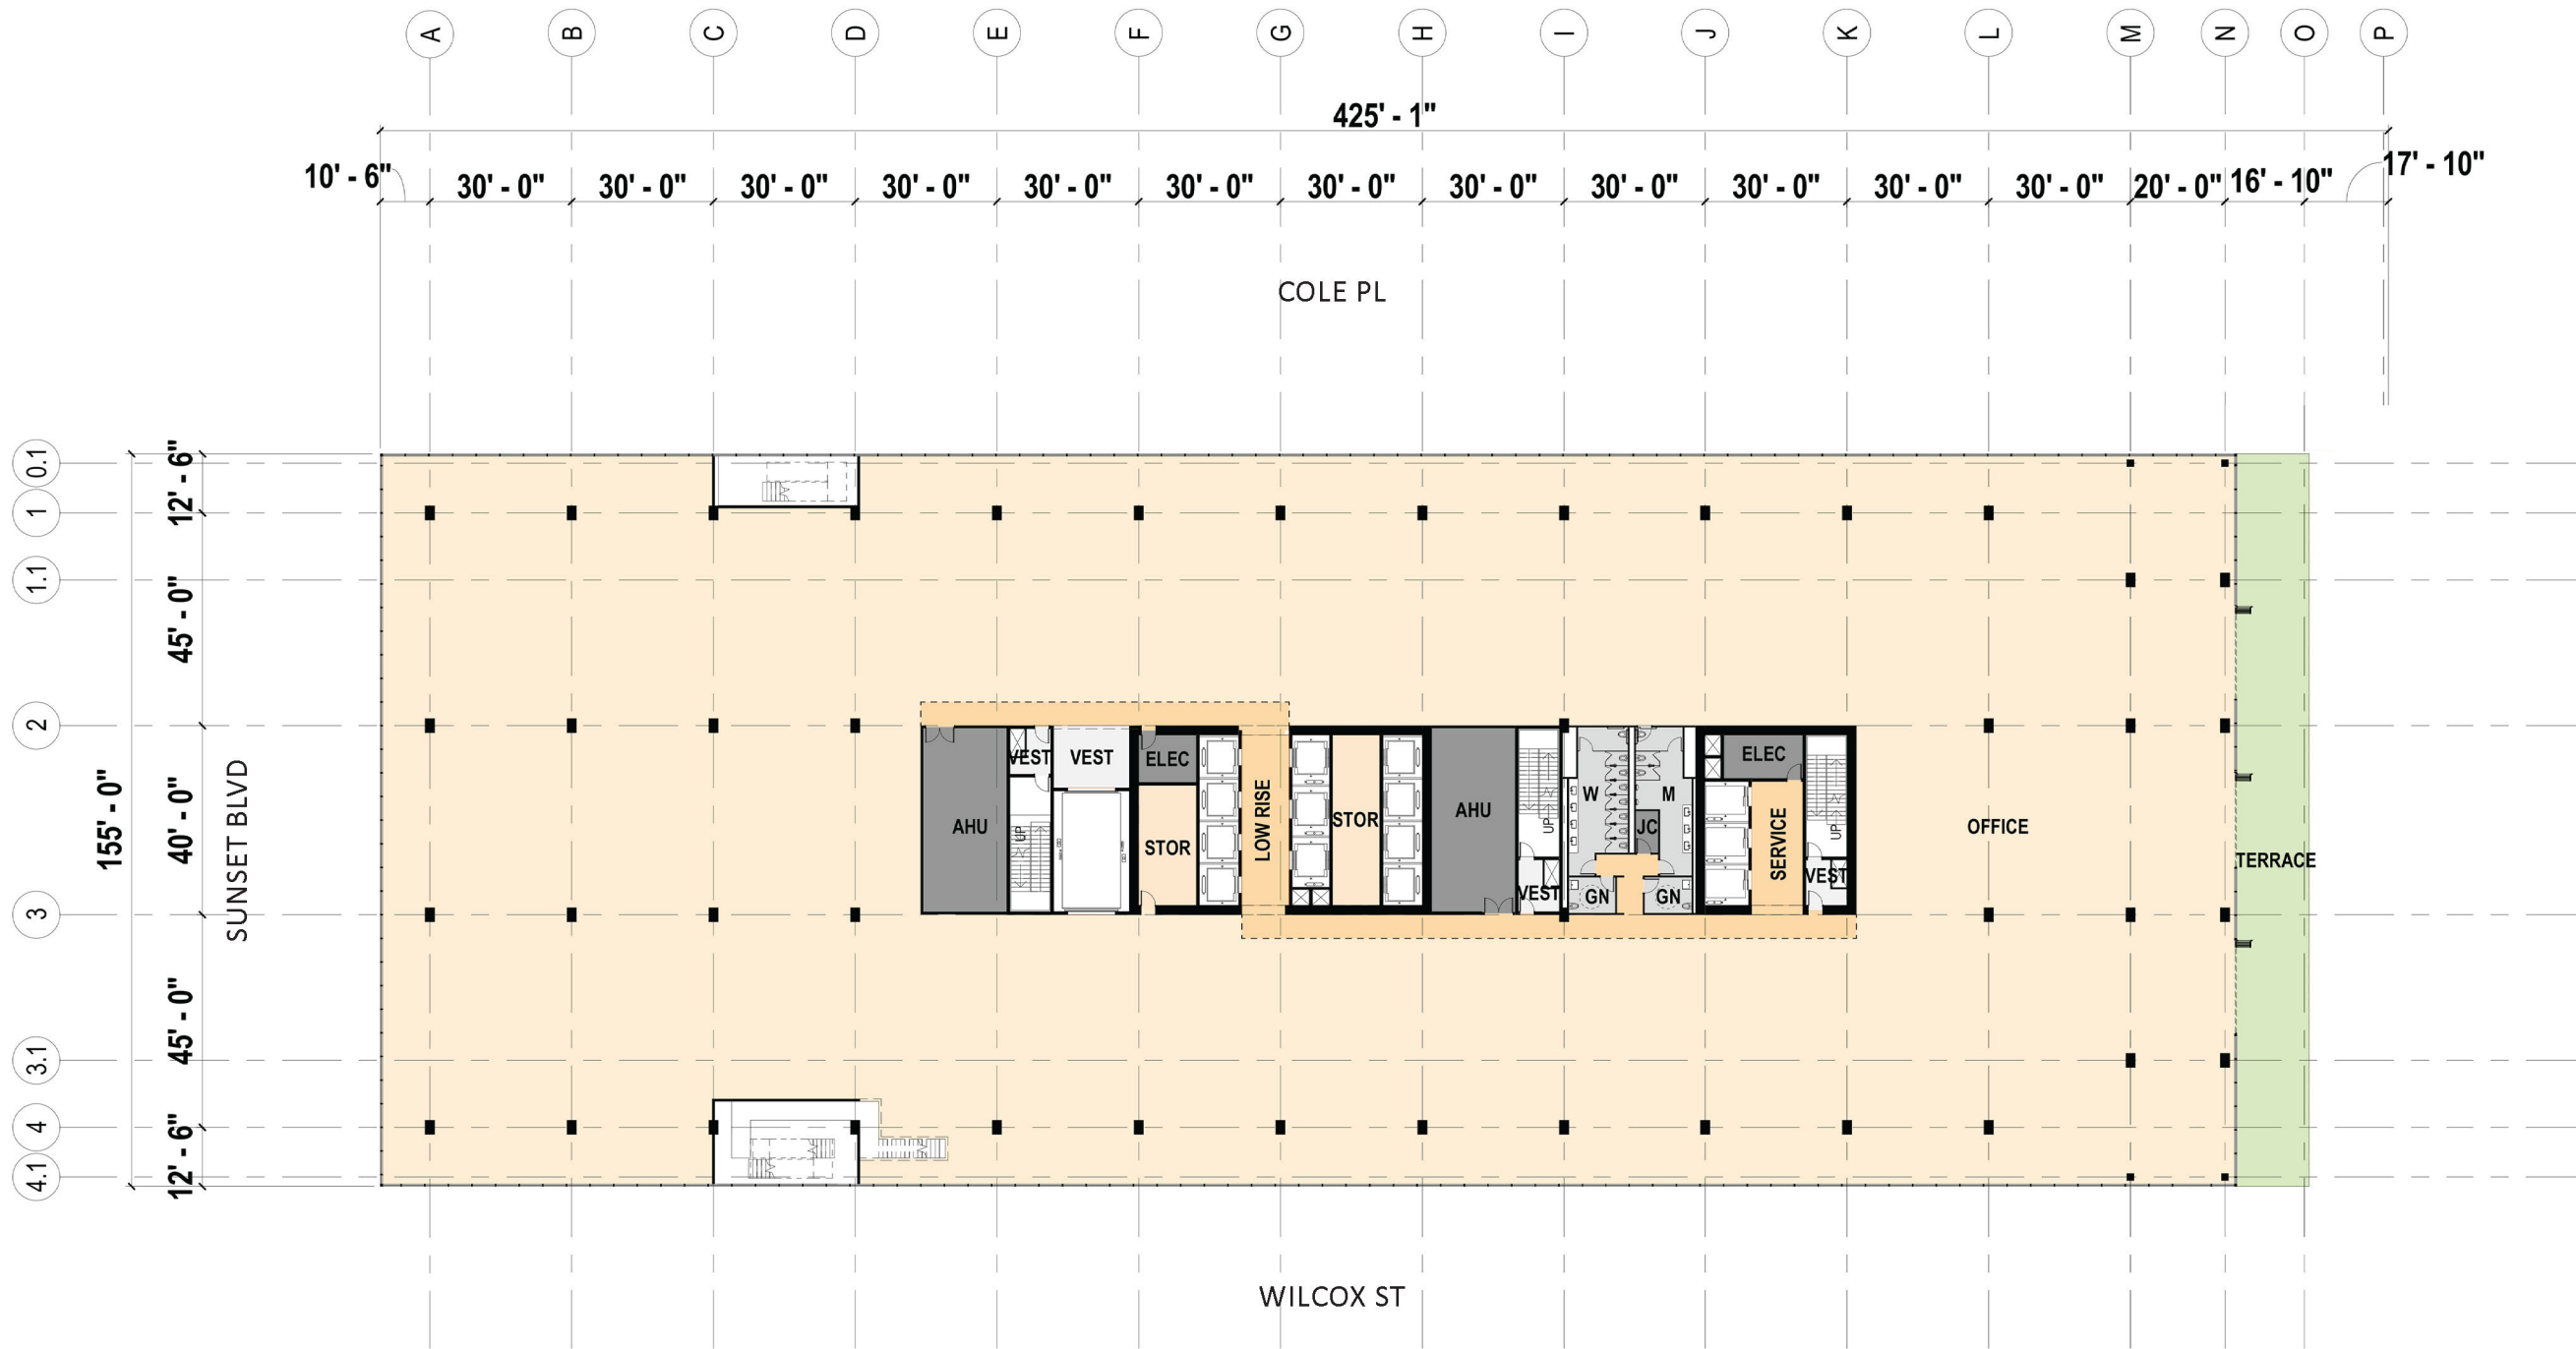 A B C D E F G H I J K L M N O P
425' - 1"
10' - 6" 30' - 0" 30' - 0" 30' - 0" 30' - 0" 30' - 0" 30' - 0" 30' - 0" 30' - 0" 30' - 0" 30' - 0" 30' - 0" 30' - 0" 20' - 0" 16' - 10" 17' - 10"
COLE PL
0.1
1
1.1
2
3
3.1
4
4.1
155' - 0"
12' - 6"
45' - 0"
40' - 0"
45' - 0"
12' - 6"
SUNSET BLVD
AHU
VEST
UP
VEST
ELEC
STOR
LOW RISE
STOR
AHU
UP
VEST
W
M
JC
GN
GN
ELEC
SERVICE
UP
VEST
OFFICE
TERRACE
WILCOX ST